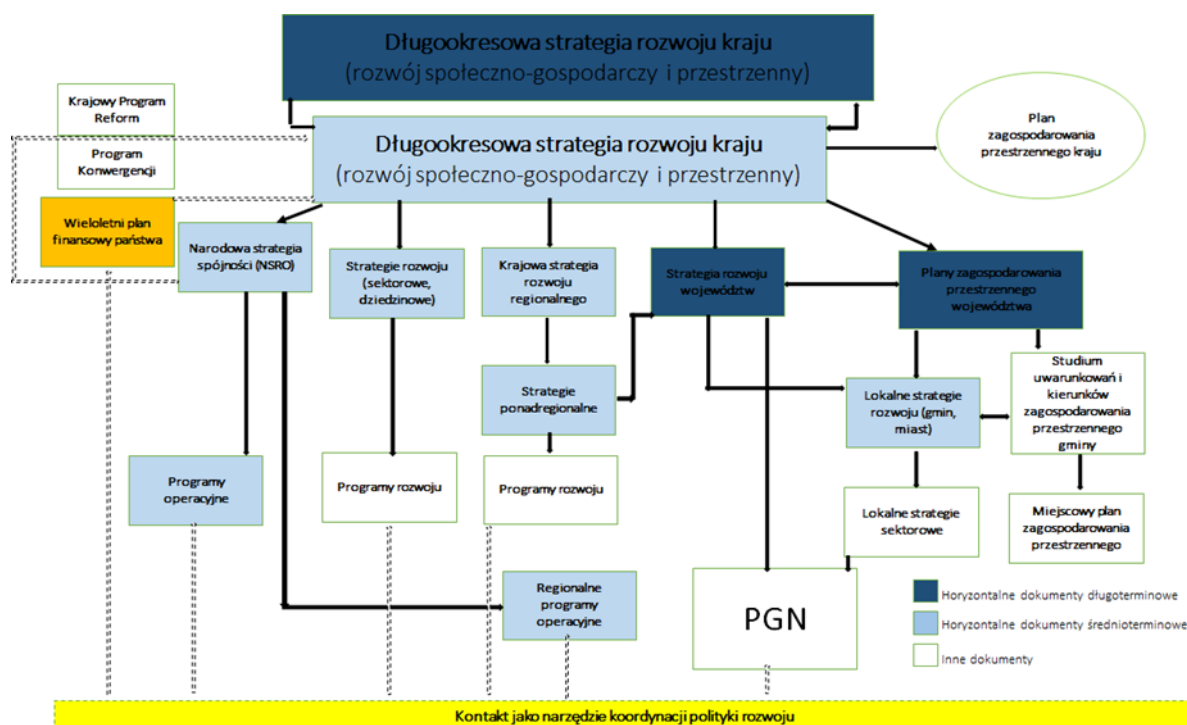 Długookresowa strategia rozwoju kraju
(rozwój społeczno-gospodarczy i przestrzenny)
Krajowy Program
Reform
Program
Konwergencji
Długookresowa strategia rozwoju kraju
(rozwój społeczno-gospodarczy i przestrzenny)
Plan
zagospodarowania
przestrzennego kraju
Wieloletni plan
finansowy państwa
Narodowa strategia
spójności (NSRO)
Strategie rozwoju
(sektorowe,
dziedzinowe)
Krajowa strategia
rozwoju
regionalnego
Strategia rozwoju
województw
Plany zagospodarowania
przestrzennego
województwa
Strategie
ponadregionalne
Lokalne strategie
rozwoju (gmin,
miast)
Studium
uwarunkowań i
kierunków
zagospodarowania
przestrzennego
gminy
Programy
operacyjne
Programy rozwoju
Programy rozwoju
Lokalne strategie
sektorowe
Miejscowy plan
zagospodarowania
przestrzennego
Regionalne
programy
operacyjne
PGN
Horyzontalne dokumenty długoterminowe
Horyzontalne dokumenty średnioterminowe
Inne dokumenty
Kontakt jako narzędzie koordynacji polityki rozwoju